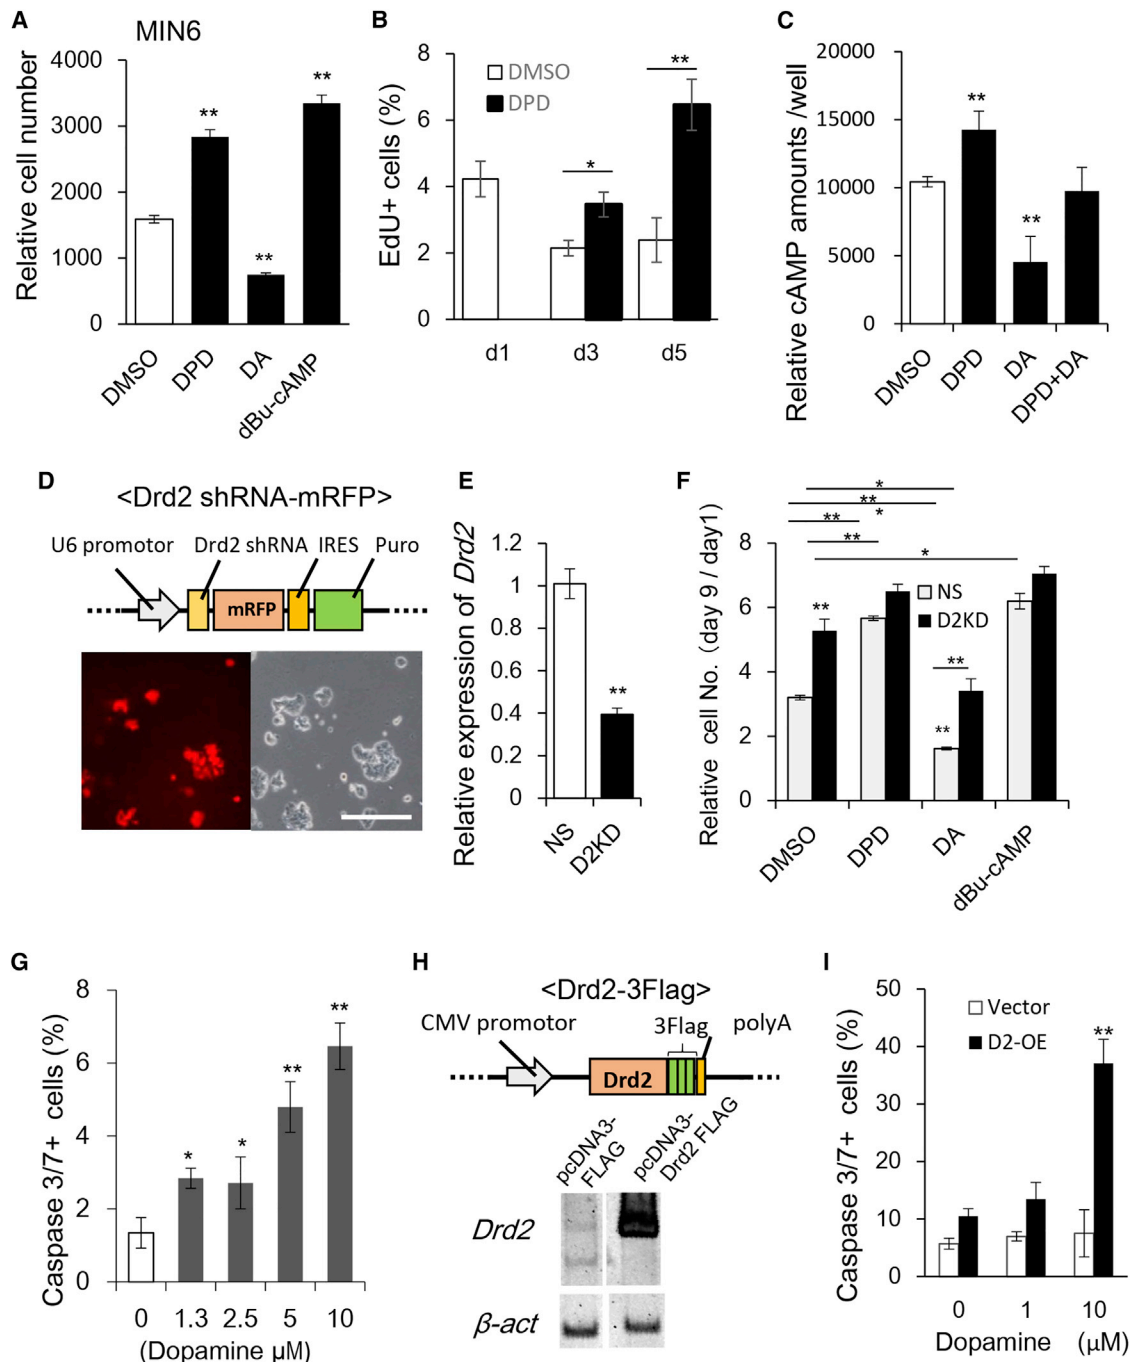 A
MIN6
Relative cell number
4000
3000
2000
1000
0
**
**
**
DMSO
DPD
DA
dBu-cAMP
B
EdU+ cells (%)
8
6
4
2
0
DMSO
DPD
*
**
d1 d3 d5
C
Relative cAMP amounts /well
20000
15000
10000
5000
0
**
**
DMSO
DPD
DA
DPD+DA
D
<Drd2 shRNA-mRFP>
U6 promotor Drd2 shRNA IRES Puro
mRFP
E
Relative expression of Drd2
1.2
1
0.8
0.6
0.4
0.2
0
**
NS
D2KD
F
Relative cell No. (day 9 / day1)
8
6
4
2
0
*
**
*
**
**
*
NS
D2KD
**
**
**
DMSO
DPD
DA
dBu-cAMP
G
Caspase 3/7+ cells (%)
8
6
4
2
0
*
*
**
**
0 1.3 2.5 5 10
(Dopamine μM)
H
<Drd2-3Flag>
CMV promotor 3Flag polyA
Drd2
pcDNA3-
FLAG
pcDNA3-
Drd2 FLAG
Drd2
β-act
I
Caspase 3/7+ cells (%)
50
40
30
20
10
0
Vector
D2-OE
**
0 1 10
Dopamine (μM)